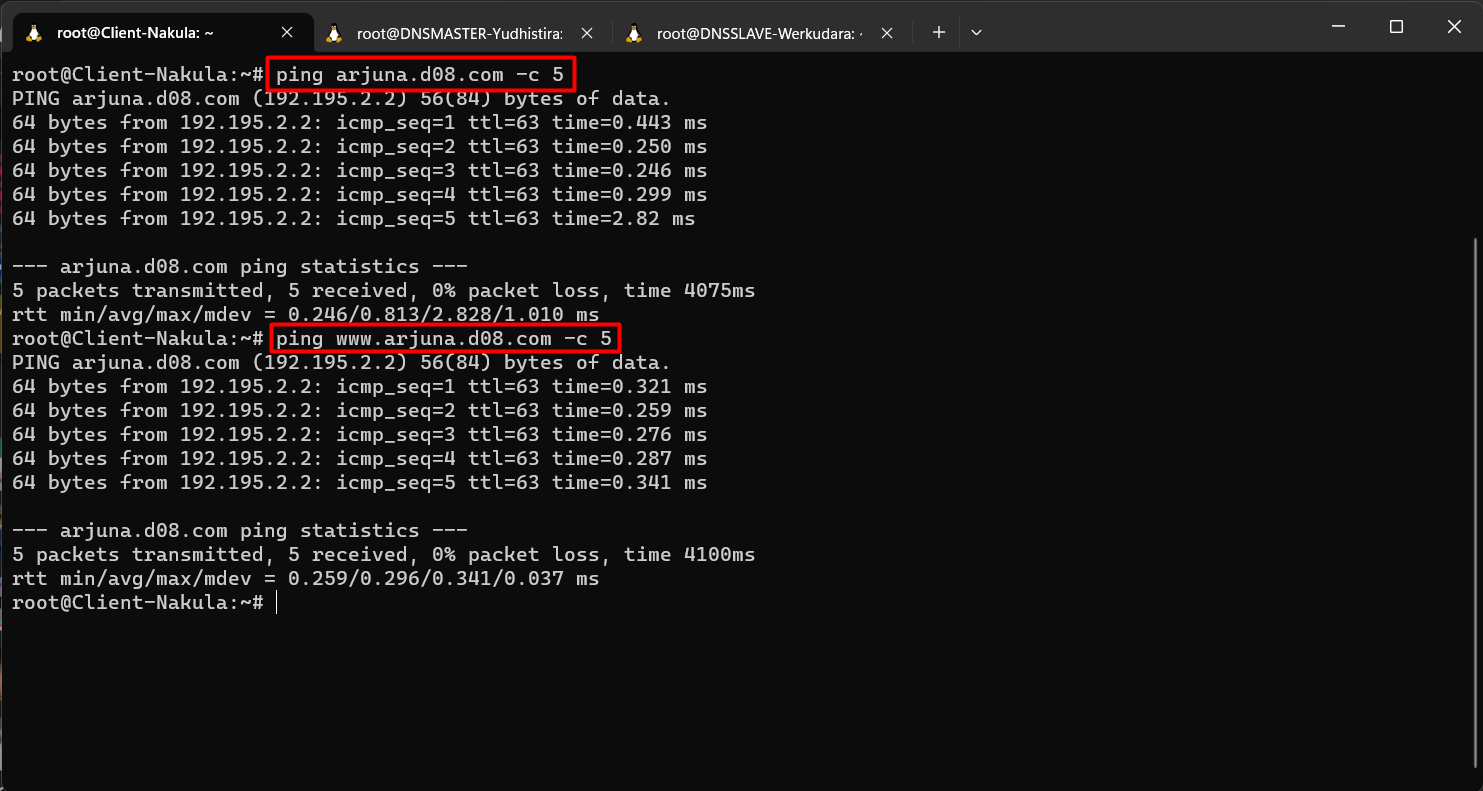 root@Client-Nakula: ~
root@DNSMASTER-Yudhistira:
root@DNSSLAVE-Werkudara: ~
root@Client-Nakula:~# ping arjuna.d08.com -c 5
PING arjuna.d08.com (192.195.2.2) 56(84) bytes of data.
64 bytes from 192.195.2.2: icmp_seq=1 ttl=63 time=0.443 ms
64 bytes from 192.195.2.2: icmp_seq=2 ttl=63 time=0.250 ms
64 bytes from 192.195.2.2: icmp_seq=3 ttl=63 time=0.246 ms
64 bytes from 192.195.2.2: icmp_seq=4 ttl=63 time=0.299 ms
64 bytes from 192.195.2.2: icmp_seq=5 ttl=63 time=2.82 ms
--- arjuna.d08.com ping statistics ---
5 packets transmitted, 5 received, 0% packet loss, time 4075ms
rtt min/avg/max/mdev = 0.246/0.813/2.828/1.010 ms
root@Client-Nakula:~# ping www.arjuna.d08.com -c 5
PING arjuna.d08.com (192.195.2.2) 56(84) bytes of data.
64 bytes from 192.195.2.2: icmp_seq=1 ttl=63 time=0.321 ms
64 bytes from 192.195.2.2: icmp_seq=2 ttl=63 time=0.259 ms
64 bytes from 192.195.2.2: icmp_seq=3 ttl=63 time=0.276 ms
64 bytes from 192.195.2.2: icmp_seq=4 ttl=63 time=0.287 ms
64 bytes from 192.195.2.2: icmp_seq=5 ttl=63 time=0.341 ms
--- arjuna.d08.com ping statistics ---
5 packets transmitted, 5 received, 0% packet loss, time 4100ms
rtt min/avg/max/mdev = 0.259/0.296/0.341/0.037 ms
root@Client-Nakula:~#